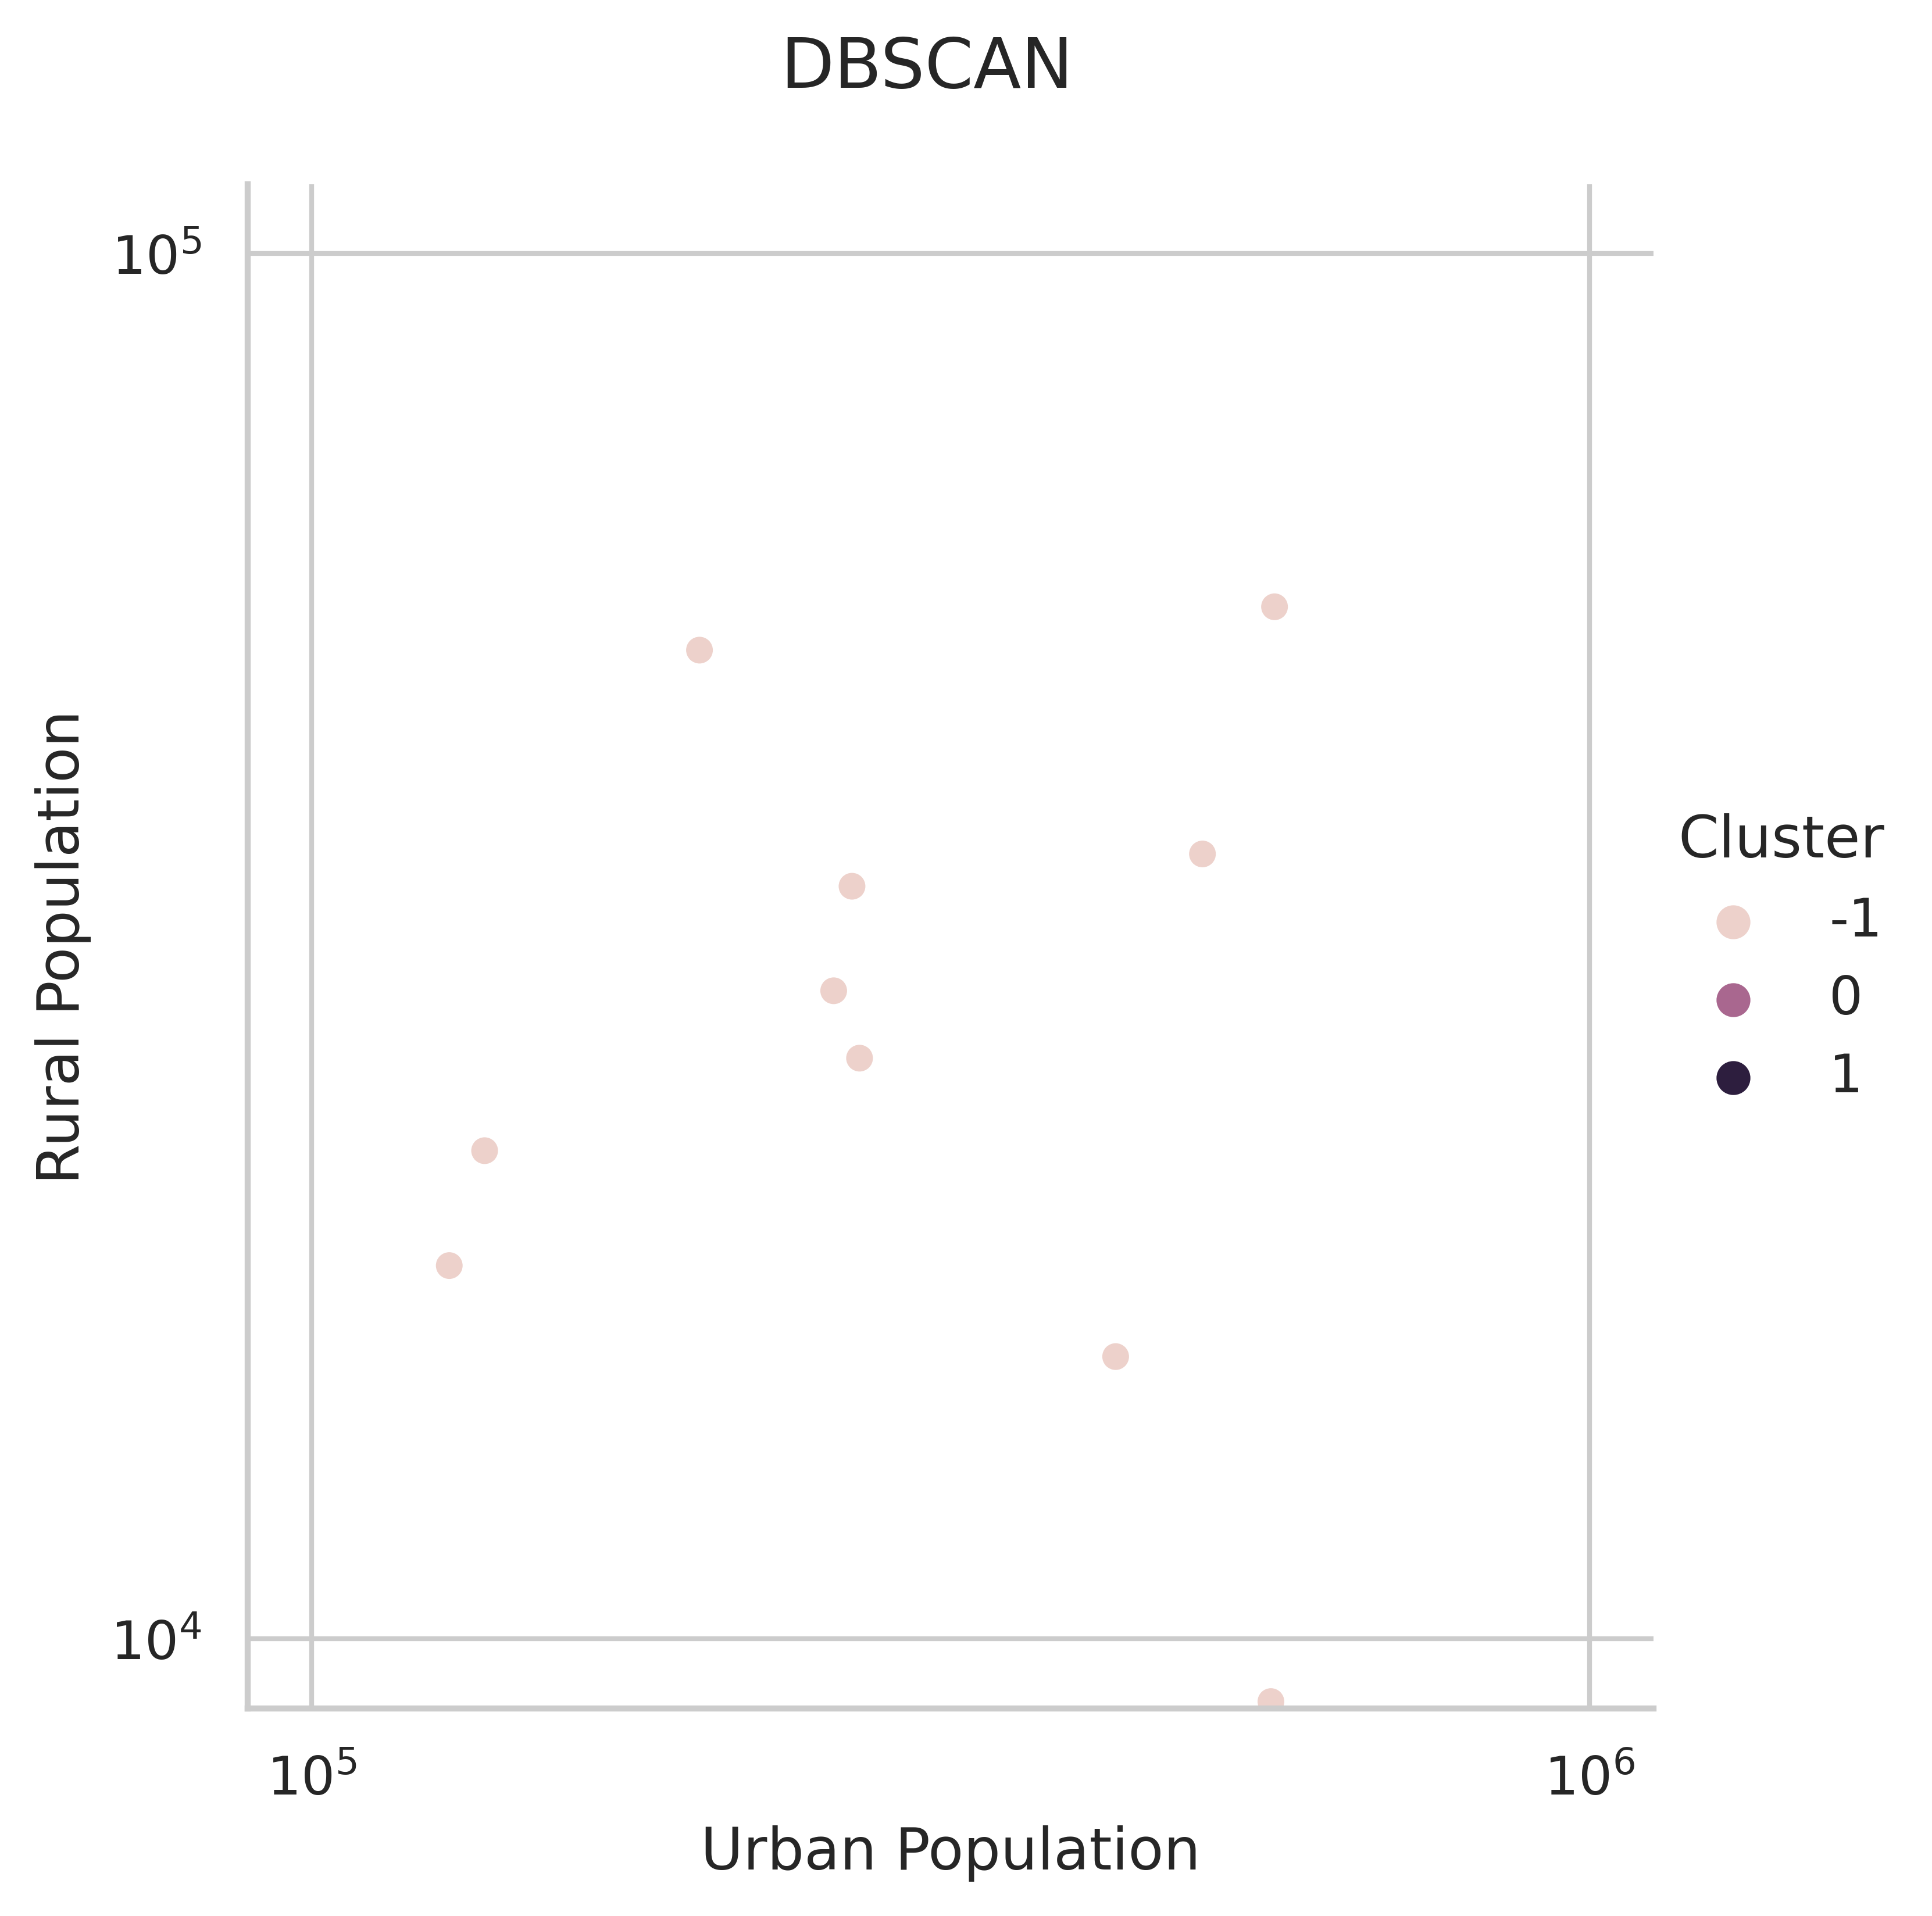 DBSCAN
10⁵
Rural Population
10⁴
10⁵
10⁶
Urban Population
Cluster
-1
0
1